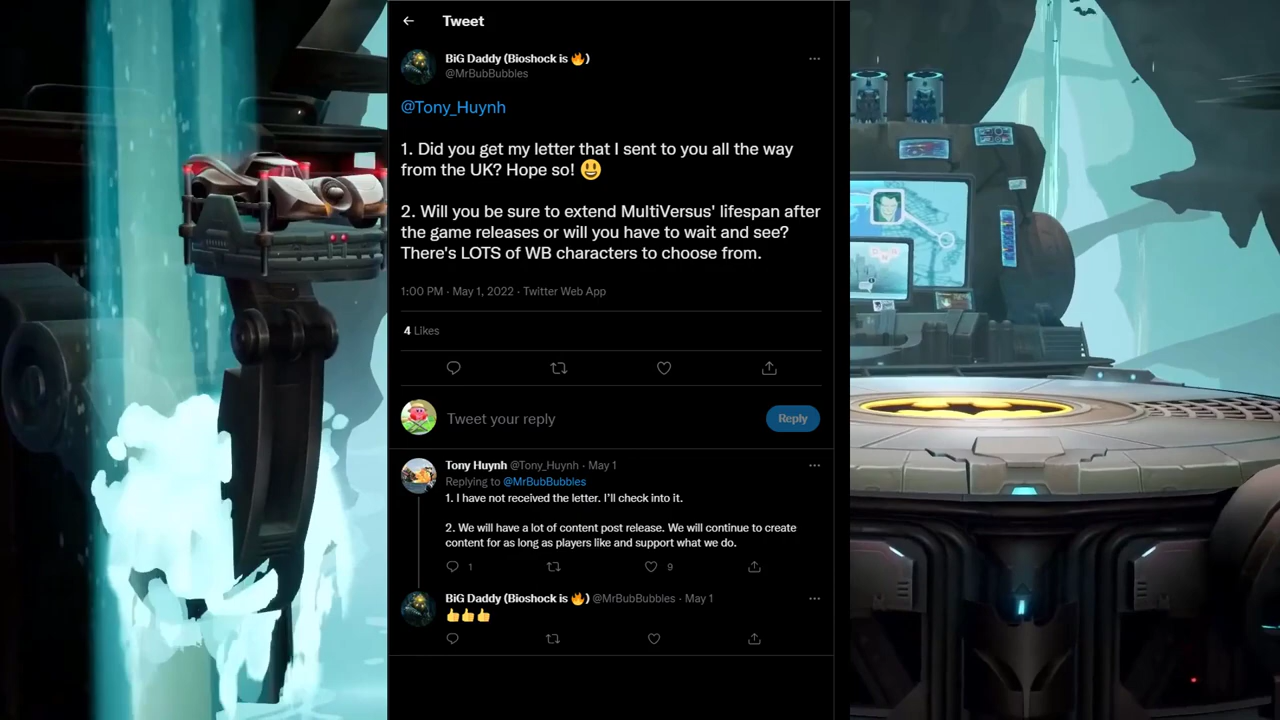 Tweet
BiG Daddy (Bioshock is 🔥)
@MrBubBubbles
@Tony_Huynh
1. Did you get my letter that I sent to you all the way
from the UK? Hope so! 😃
2. Will you be sure to extend MultiVersus' lifespan after
the game releases or will you have to wait and see?
There's LOTS of WB characters to choose from.
1:00 PM · May 1, 2022 · Twitter Web App
4 Likes
Tweet your reply
Reply
Tony Huynh @Tony_Huynh · May 1
Replying to @MrBubBubbles
1. I have not received the letter. I'll check into it.
2. We will have a lot of content post release. We will continue to create
content for as long as players like and support what we do.
1 9
BiG Daddy (Bioshock is 🔥) @MrBubBubbles · May 1
👍👍👍